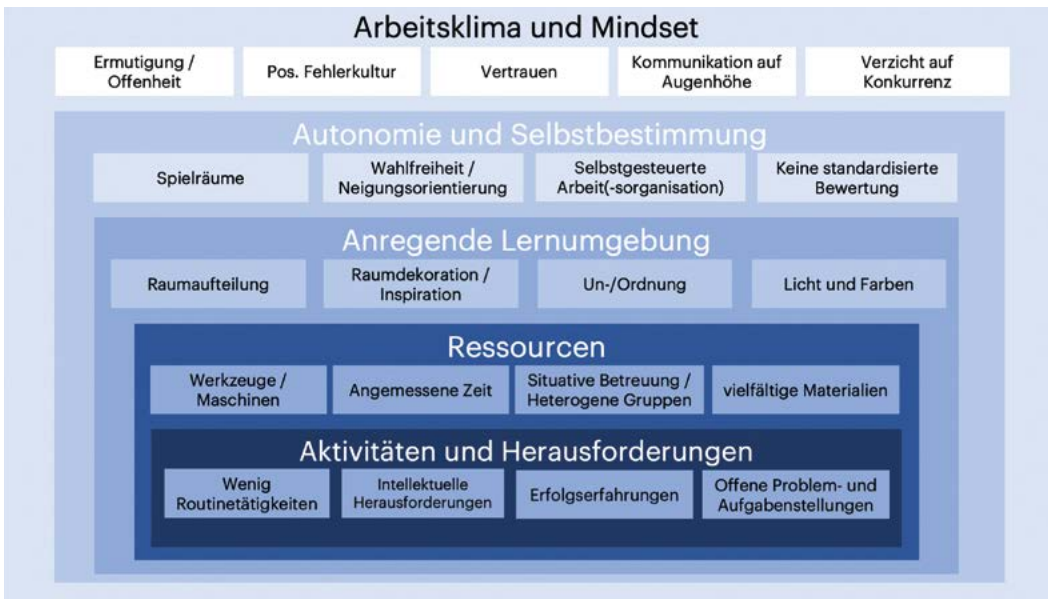 Arbeitsklima und Mindset
Ermutigung /
Offenheit
Pos. Fehlerkultur
Vertrauen
Kommunikation auf
Augenhöhe
Verzicht auf
Konkurrenz
Autonomie und Selbstbestimmung
Spielräume
Wahlfreiheit /
Neigungsorientierung
Selbstgesteuerte
Arbeit(-sorganisation)
Keine standardisierte
Bewertung
Anregende Lernumgebung
Raumaufteilung
Raumdekoration /
Inspiration
Un-/Ordnung
Licht und Farben
Ressourcen
Werkzeuge /
Maschinen
Angemessene Zeit
Situative Betreuung /
Heterogene Gruppen
vielfältige Materialien
Aktivitäten und Herausforderungen
Wenig
Routinetätigkeiten
Intellektuelle
Herausforderungen
Erfolgserfahrungen
Offene Problem- und
Aufgabenstellungen